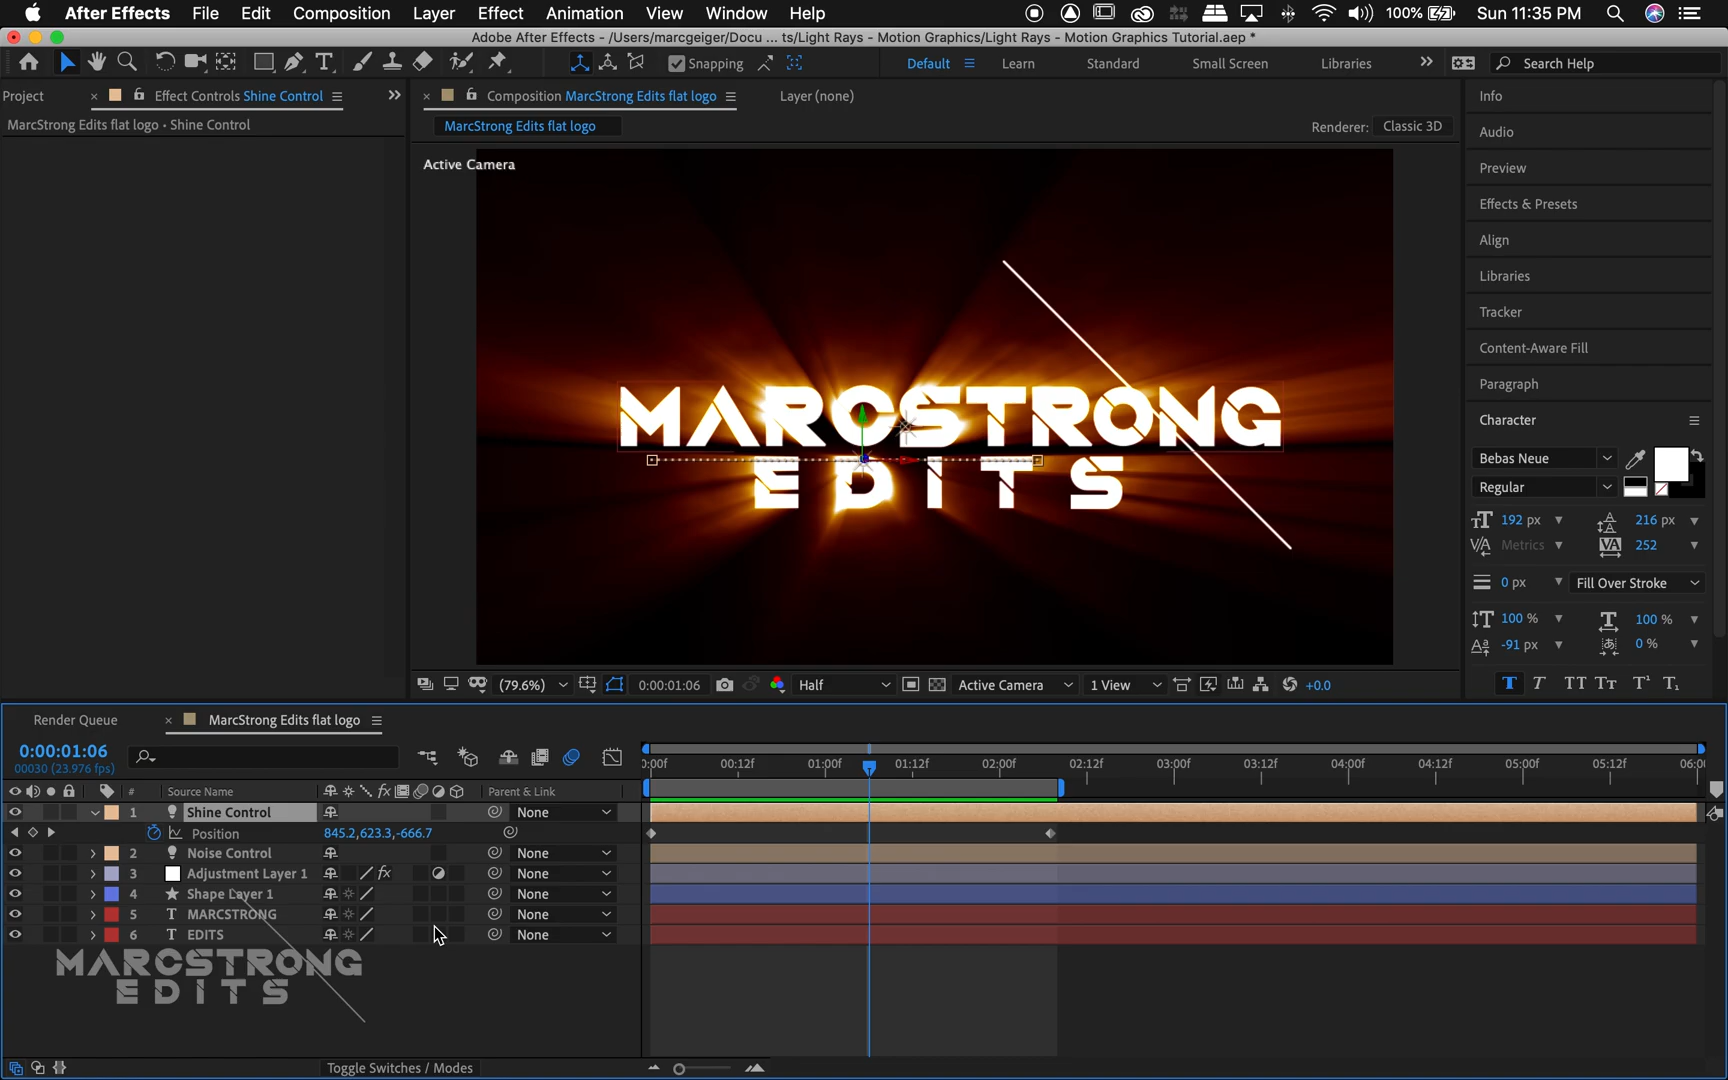 After Effects File Edit Composition Layer Effect Animation View Window Help 100% Sun 11:35 PM
Adobe After Effects - /Users/marcgeiger/Docu ... ts/Light Rays - Motion Graphics/Light Rays - Motion Graphics Tutorial.aep *
Snapping Default Learn Standard Small Screen Libraries Search Help
Project Effect Controls Shine Control Composition MarcStrong Edits flat logo Layer (none) Info
MarcStrong Edits flat logo • Shine Control MarcStrong Edits flat logo Renderer: Classic 3D
Audio
Active Camera
Preview
Effects & Presets
Align
Libraries
Tracker
Content-Aware Fill
Paragraph
Character
MARCSTRONG
EDITS
Bebas Neue
Regular
192 px 216 px
Metrics 252
0 px Fill Over Stroke
100 % 100 %
-91 px 0 %
T T TT Tt T¹ T₁
(79.6%) 0:00:01:06 Half Active Camera 1 View +0.0
Render Queue MarcStrong Edits flat logo
0:00:01:06
00030 (23.976 fps)
:00f 00:12f 01:00f 01:12f 02:00f 02:12f 03:00f 03:12f 04:00f 04:12f 05:00f 05:12f 06:00
# Source Name fx Parent & Link
1 Shine Control None
Position 845.2,623.3,-666.7
2 Noise Control None
3 Adjustment Layer 1 fx None
4 Shape Layer 1 None
5 T MARCSTRONG None
6 T EDITS None
MARCSTRONG
EDITS
Toggle Switches / Modes